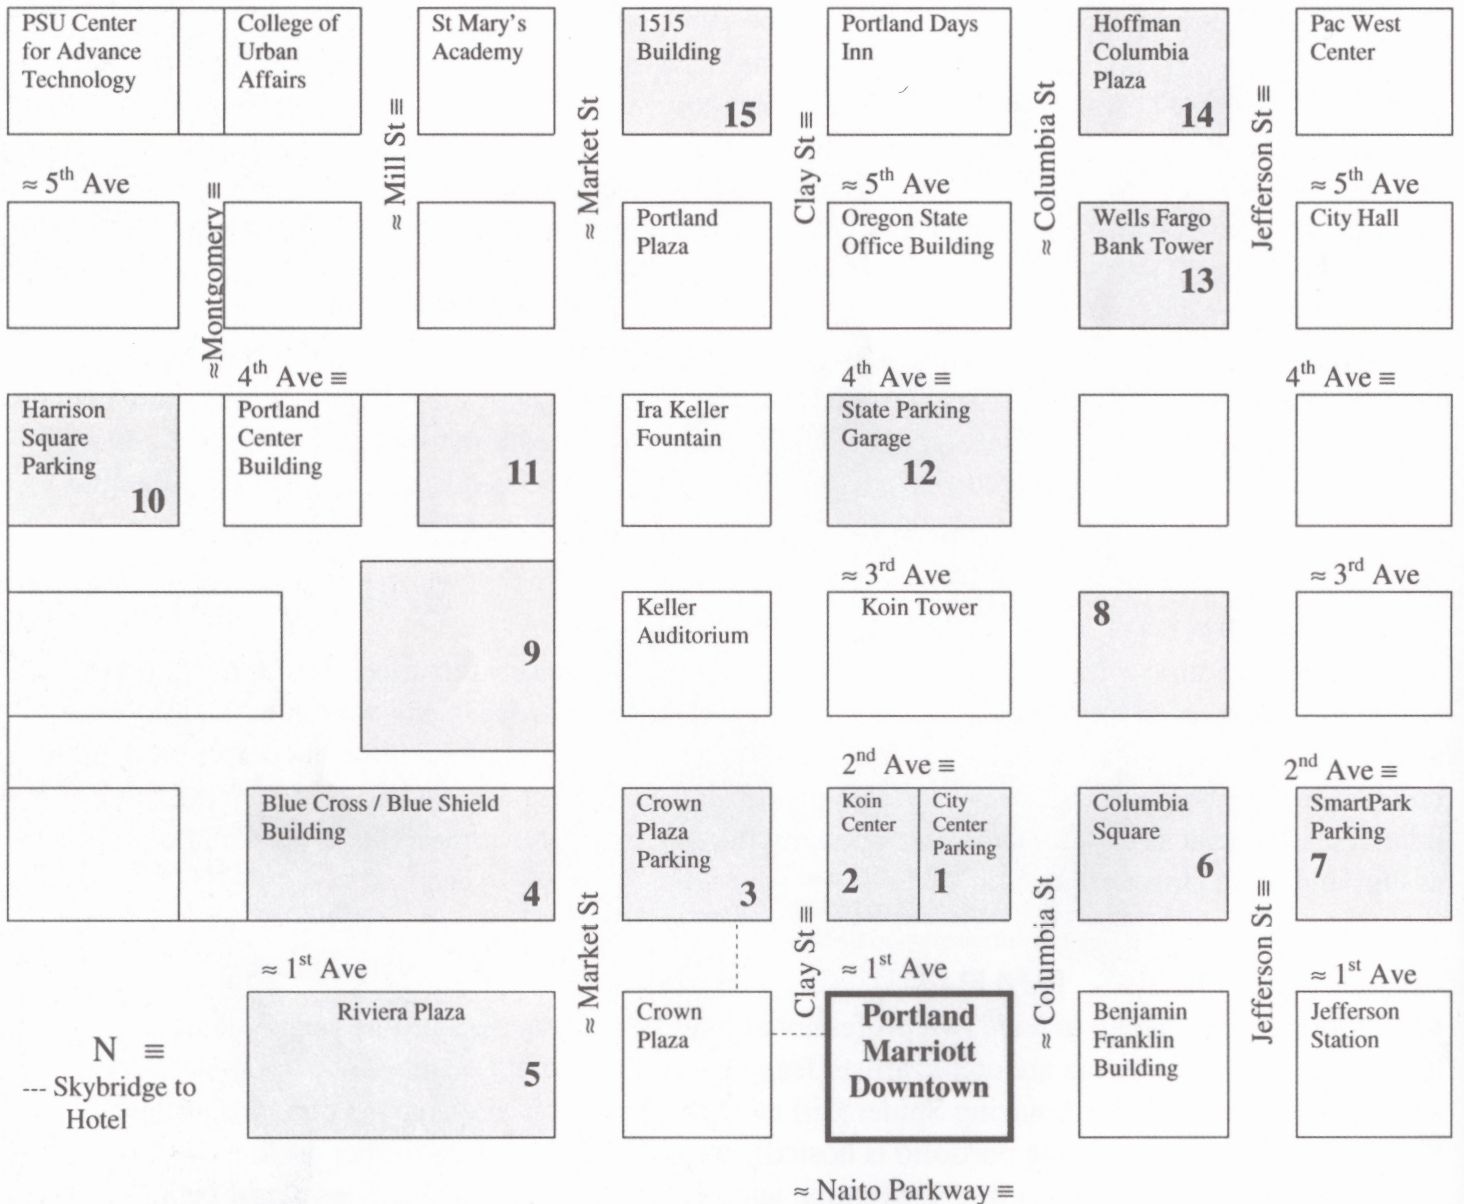 PSU Center
for Advance
Technology
College of
Urban
Affairs
St Mary's
Academy
1515
Building
15
Portland Days
Inn
Hoffman
Columbia
Plaza
14
Pac West
Center
≈ Mill St ≡
≈ Market St
Clay St ≡
≈ Columbia St
Jefferson St ≡
≈ 5th Ave
≈ 5th Ave
≈ 5th Ave
≈Montgomery ≡
Portland
Plaza
Oregon State
Office Building
Wells Fargo
Bank Tower
13
City Hall
4th Ave ≡
4th Ave ≡
4th Ave ≡
Harrison
Square
Parking
10
Portland
Center
Building
11
Ira Keller
Fountain
State Parking
Garage
12
≈ 3rd Ave
≈ 3rd Ave
9
Keller
Auditorium
Koin Tower
8
2nd Ave ≡
2nd Ave ≡
Blue Cross / Blue Shield
Building
4
Crown
Plaza
Parking
3
Koin
Center
2
City
Center
Parking
1
Columbia
Square
6
SmartPark
Parking
7
≈ Market St
Clay St ≡
≈ Columbia St
Jefferson St ≡
≈ 1st Ave
≈ 1st Ave
≈ 1st Ave
N ≡
--- Skybridge to
Hotel
Riviera Plaza
5
Crown
Plaza
Portland
Marriott
Downtown
Benjamin
Franklin
Building
Jefferson
Station
≈ Naito Parkway ≡